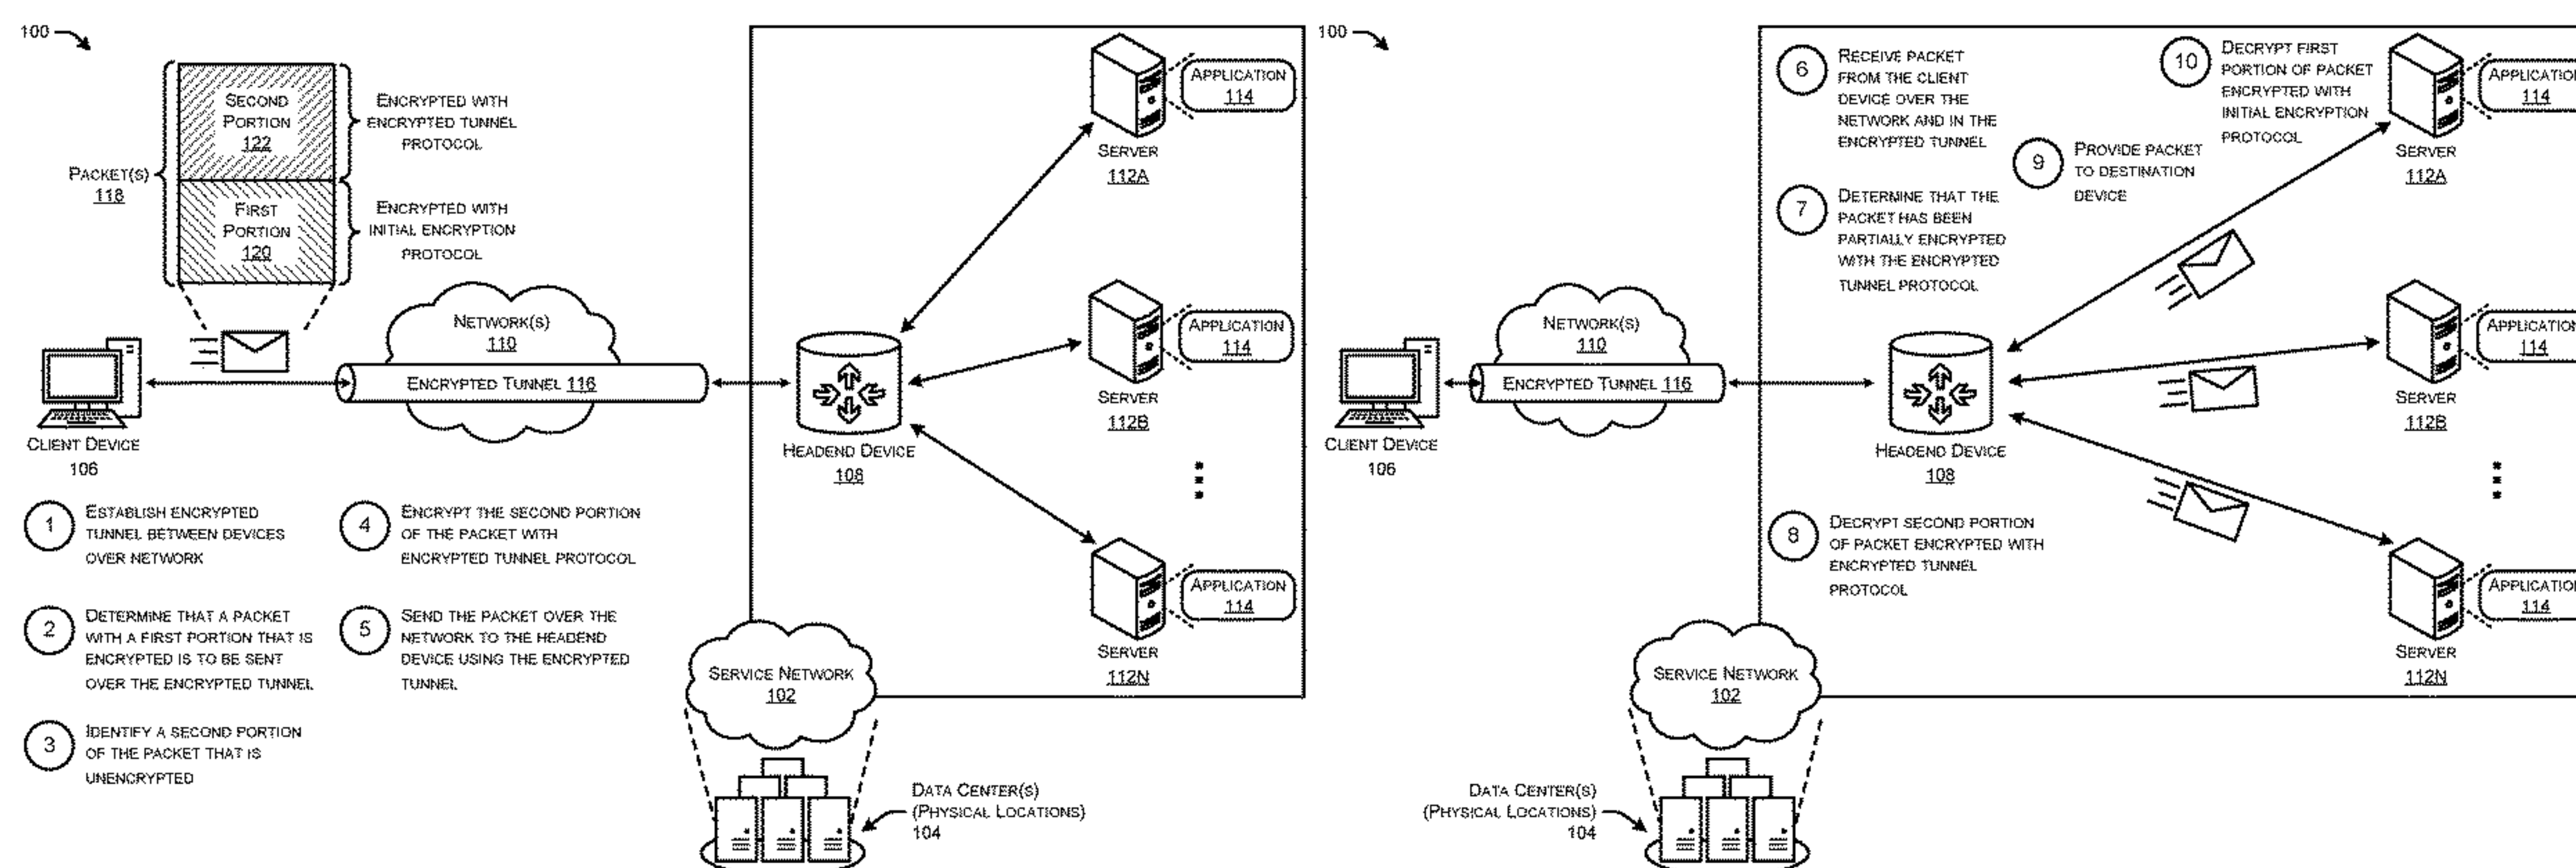 100
SECOND
PORTION
122
ENCRYPTED WITH
ENCRYPTED TUNNEL
PROTOCOL
PACKET(S)
118
FIRST
PORTION
120
ENCRYPTED WITH
INITIAL ENCRYPTION
PROTOCOL
NETWORK(S)
110
ENCRYPTED TUNNEL 116
CLIENT DEVICE
106
HEADEND DEVICE
108
APPLICATION
114
SERVER
112A
APPLICATION
114
SERVER
112B
APPLICATION
114
SERVER
112N
1
ESTABLISH ENCRYPTED
TUNNEL BETWEEN DEVICES
OVER NETWORK
2
DETERMINE THAT A PACKET
WITH A FIRST PORTION THAT IS
ENCRYPTED IS TO BE SENT
OVER THE ENCRYPTED TUNNEL
3
IDENTIFY A SECOND PORTION
OF THE PACKET THAT IS
UNENCRYPTED
4
ENCRYPT THE SECOND PORTION
OF THE PACKET WITH
ENCRYPTED TUNNEL PROTOCOL
5
SEND THE PACKET OVER THE
NETWORK TO THE HEADEND
DEVICE USING THE ENCRYPTED
TUNNEL
SERVICE NETWORK
102
DATA CENTER(S)
(PHYSICAL LOCATIONS)
104
100
6
RECEIVE PACKET
FROM THE CLIENT
DEVICE OVER THE
NETWORK AND IN THE
ENCRYPTED TUNNEL
7
DETERMINE THAT THE
PACKET HAS BEEN
PARTIALLY ENCRYPTED
WITH THE ENCRYPTED
TUNNEL PROTOCOL
9
PROVIDE PACKET
TO DESTINATION
DEVICE
10
DECRYPT FIRST
PORTION OF PACKET
ENCRYPTED WITH
INITIAL ENCRYPTION
PROTOCOL
APPLICATION
114
SERVER
112A
NETWORK(S)
110
ENCRYPTED TUNNEL 116
CLIENT DEVICE
106
HEADEND DEVICE
108
APPLICATION
114
SERVER
112B
8
DECRYPT SECOND PORTION
OF PACKET ENCRYPTED WITH
ENCRYPTED TUNNEL
PROTOCOL
APPLICATION
114
SERVER
112N
SERVICE NETWORK
102
DATA CENTER(S)
(PHYSICAL LOCATIONS)
104